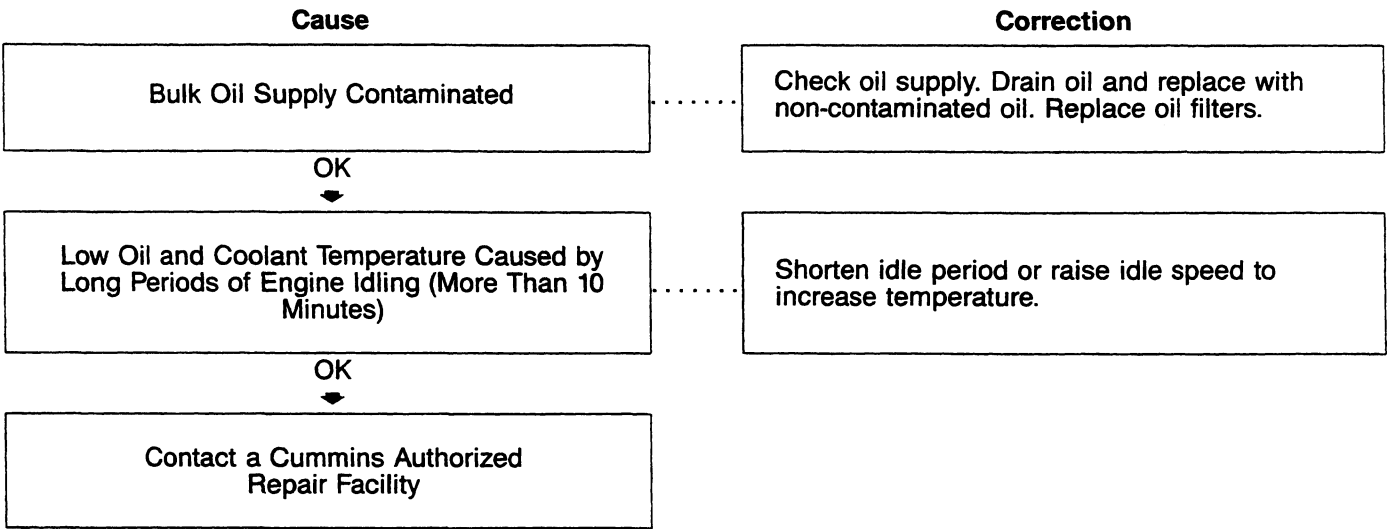 Cause
Correction
Bulk Oil Supply Contaminated
Check oil supply. Drain oil and replace with
non-contaminated oil. Replace oil filters.
OK
Low Oil and Coolant Temperature Caused by
Long Periods of Engine Idling (More Than 10
Minutes)
Shorten idle period or raise idle speed to
increase temperature.
OK
Contact a Cummins Authorized
Repair Facility